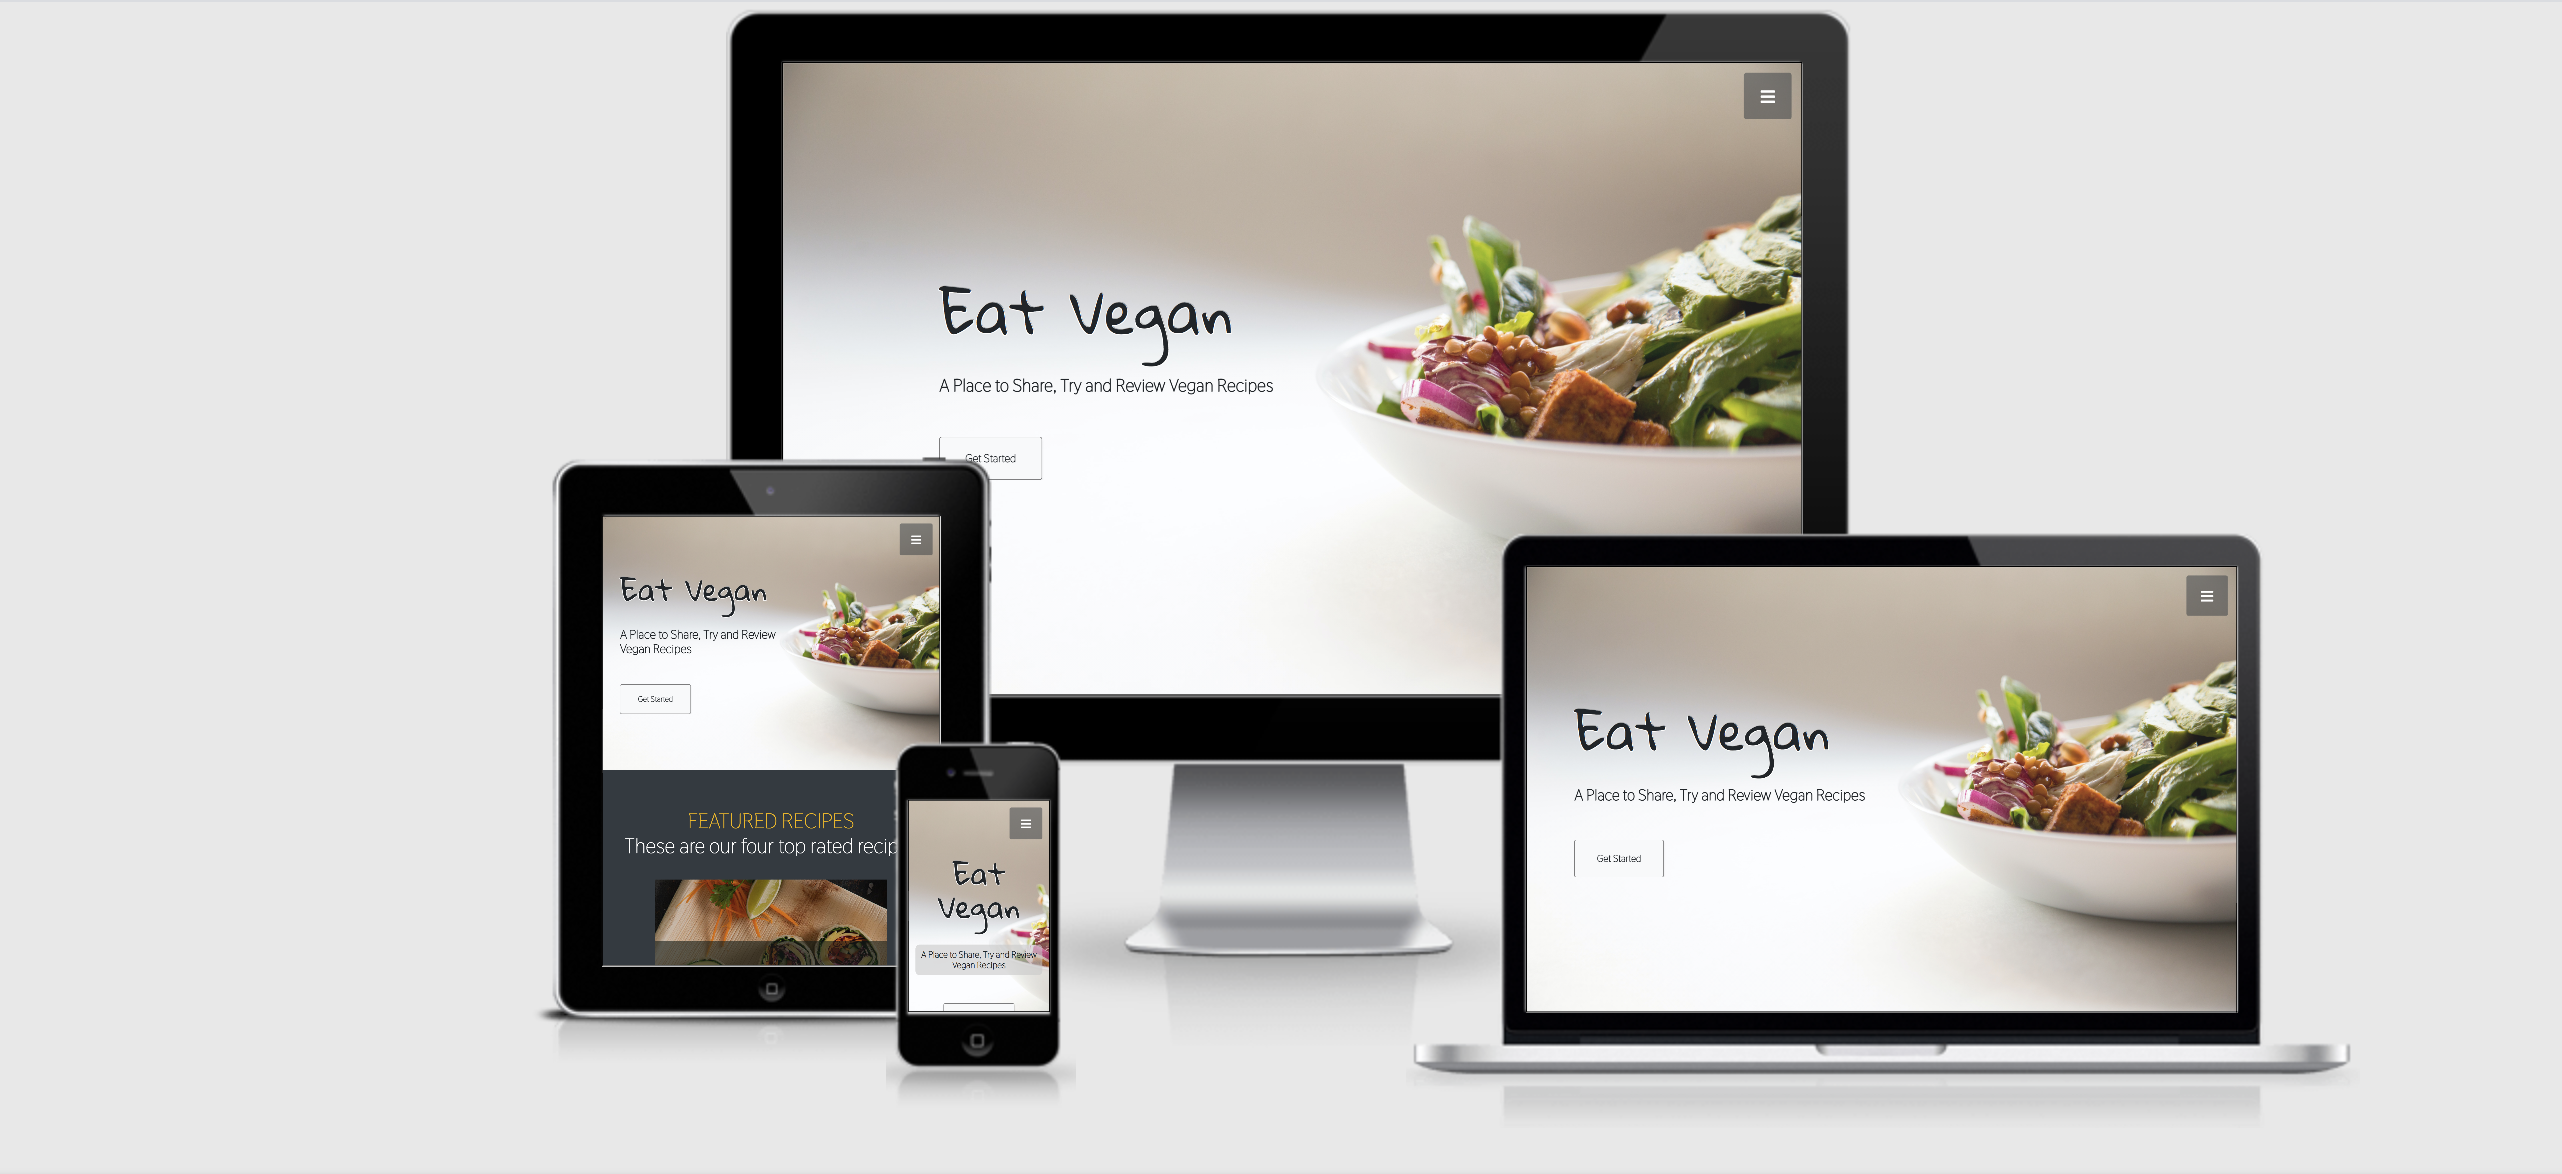 Eat Vegan
A Place to Share, Try and Review Vegan Recipes
Get Started
Eat Vegan
A Place to Share, Try and Review
Vegan Recipes
Get Started
FEATURED RECIPES
These are our four top rated
Eat
Vegan
A Place to Share, Try and Review
Vegan Recipes
Eat Vegan
A Place to Share, Try and Review Vegan Recipes
Get Started